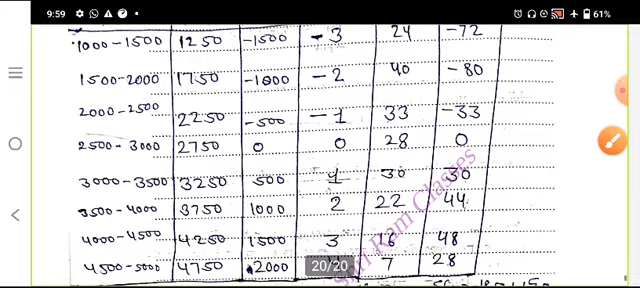 9:59 61%
1000-1500 1250 -1500 -3 24 -72
1500-2000 1750 -1000 -2 40 -80
2000-2500 2250 -500 -1 33 -33
2500-3000 2750 0 0 28 0
3000-3500 3250 500 1 30 30
3500-4000 3750 1000 2 22 44
4000-4500 4250 1500 3 16 48
4500-5000 4750 2000 7 28
20/20
Shri Ram Classes